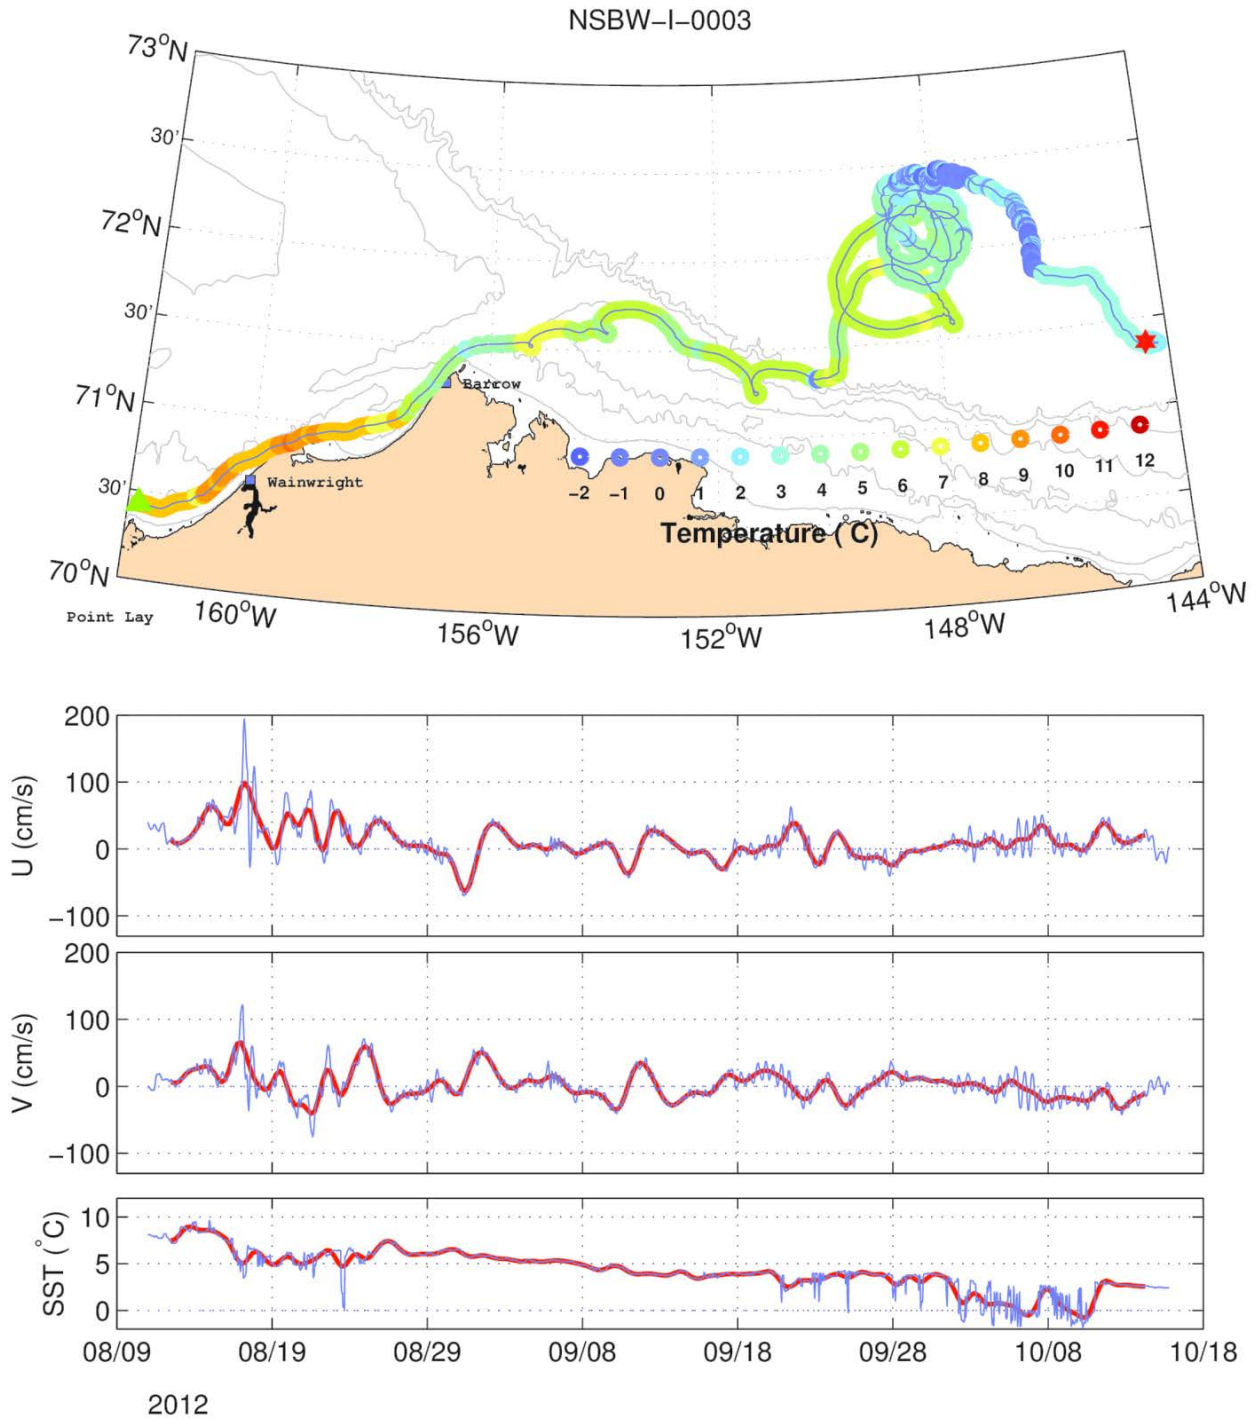 NSBW−I−0003
73°N
30'
72°N
30'
71°N
30'
70°N
Barrow
Wainwright
−2 −1 0 1 2 3 4 5 6 7 8 9 10 11 12
Temperature (°C)
Point Lay
160°W 156°W 152°W 148°W 144°W
200
100
0
−100
U (cm/s)
200
100
0
−100
V (cm/s)
10
5
0
SST (°C)
08/09 08/19 08/29 09/08 09/18 09/28 10/08 10/18
2012